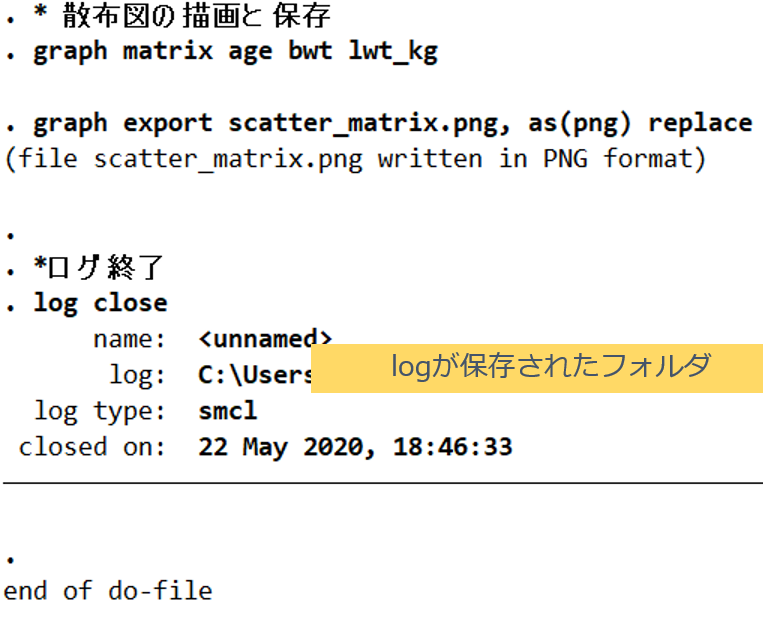 . * 散布図の描画と保存
. graph matrix age bwt lwt_kg
. graph export scatter_matrix.png, as(png) replace
(file scatter_matrix.png written in PNG format)
.
. *ログ終了
. log close
name: <unnamed>
log: C:\Users
logが保存されたフォルダ
log type: smcl
closed on: 22 May 2020, 18:46:33
.
end of do-file